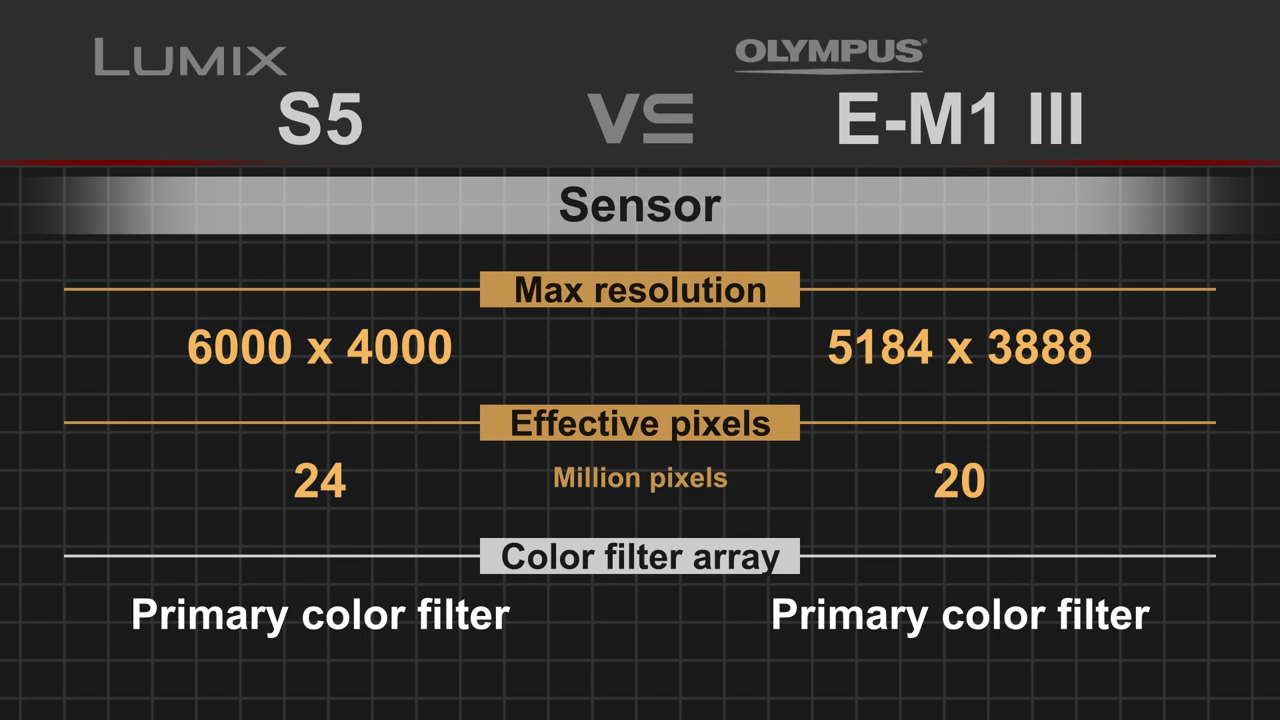 LUMIX OLYMPUS®
S5 VS E-M1 III
Sensor
Max resolution
6000 x 4000 5184 x 3888
Effective pixels
24 Million pixels 20
Color filter array
Primary color filter Primary color filter